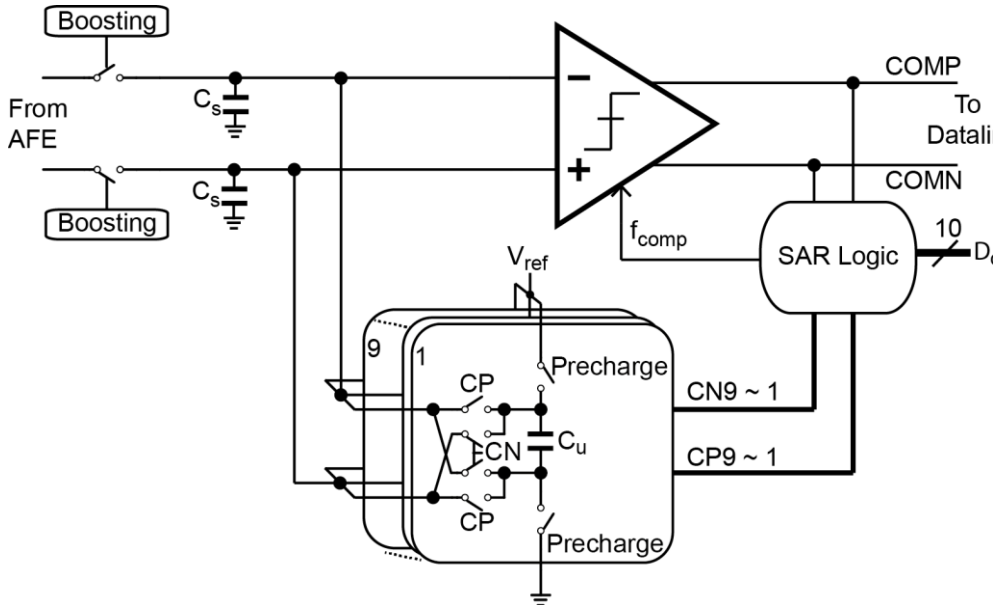 Boosting
COMP
From
AFE
Cs
To
COMN
Cs
Boosting
fcomp
10
SAR Logic
Vref
9
1
Precharge
CP
CN9 ~ 1
CN
Cu
CP9 ~ 1
CP
Precharge